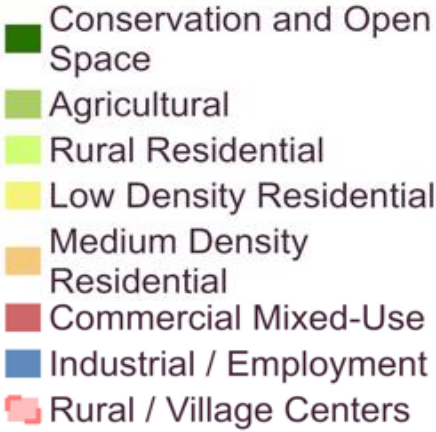 Conservation and Open
Space
Agricultural
Rural Residential
Low Density Residential
Medium Density
Residential
Commercial Mixed-Use
Industrial / Employment
Rural / Village Centers